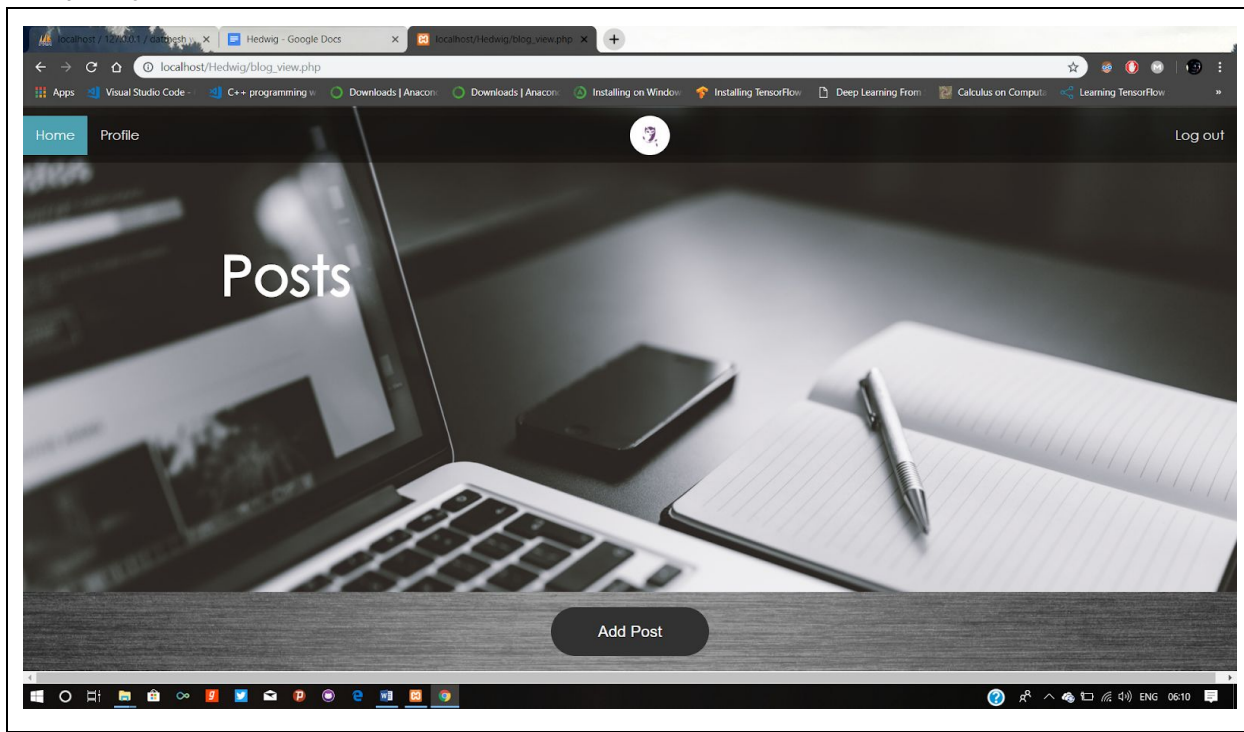 localhost / 127.0.0.1 / Hedwig - Google Docs localhost/Hedwig/blog_view.php
localhost/Hedwig/blog_view.php
Apps Visual Studio Code - C++ programming w Downloads | Anacon Downloads | Anacon Installing on Window Installing TensorFlow Deep Learning From Calculus on Computa Learning TensorFlow »
Home Profile Log out
Posts
Add Post
ENG 06:10